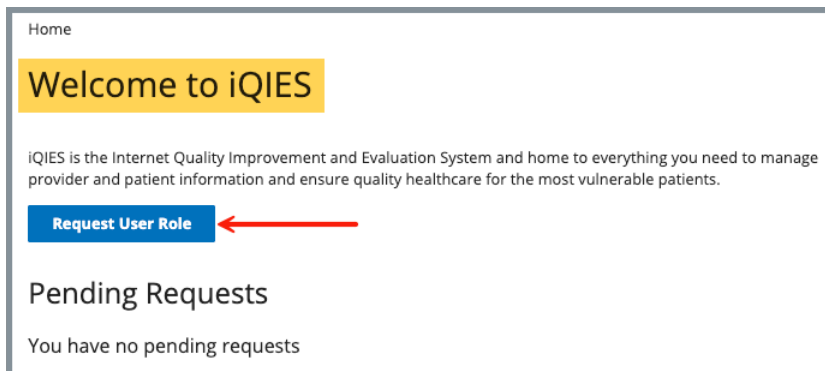 Home
Welcome to iQIES
iQIES is the Internet Quality Improvement and Evaluation System and home to everything you need to manage
provider and patient information and ensure quality healthcare for the most vulnerable patients.
Request User Role
Pending Requests
You have no pending requests